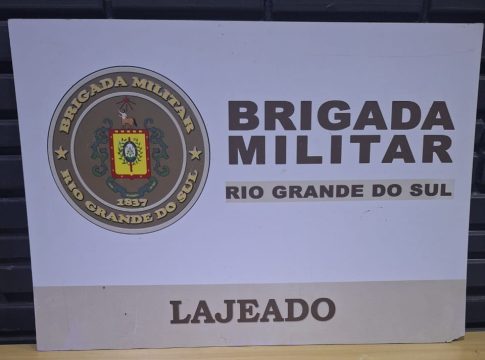 BRIGADA MILITAR
RIO GRANDE DO SUL
1837
BRIGADA
MILITAR
RIO GRANDE DO SUL
LAJEADO